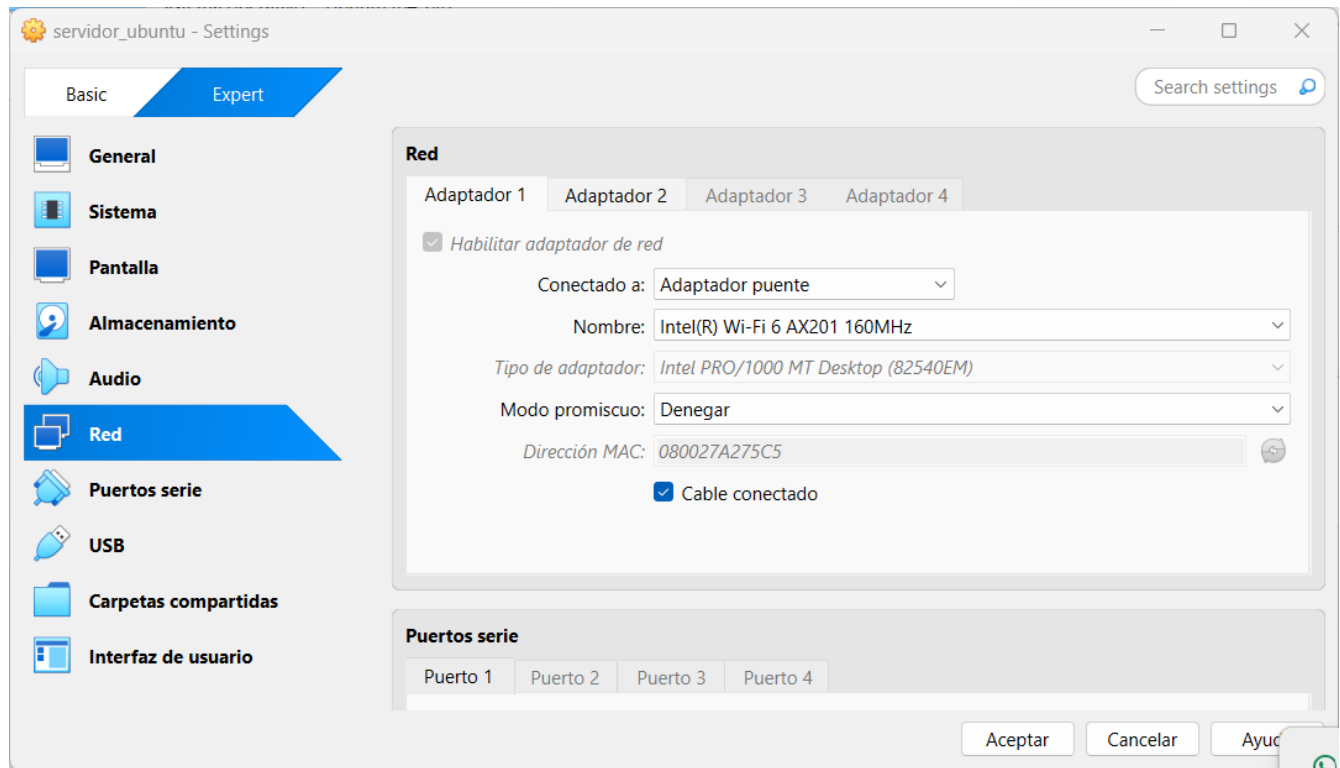 servidor_ubuntu - Settings
Basic
Expert
Search settings
General
Sistema
Pantalla
Almacenamiento
Audio
Red
Puertos serie
USB
Carpetas compartidas
Interfaz de usuario
Red
Adaptador 1 Adaptador 2 Adaptador 3 Adaptador 4
Habilitar adaptador de red
Conectado a: Adaptador puente
Nombre: Intel(R) Wi-Fi 6 AX201 160MHz
Tipo de adaptador: Intel PRO/1000 MT Desktop (82540EM)
Modo promiscuo: Denegar
Dirección MAC: 080027A275C5
Cable conectado
Puertos serie
Puerto 1 Puerto 2 Puerto 3 Puerto 4
Aceptar Cancelar Ayud